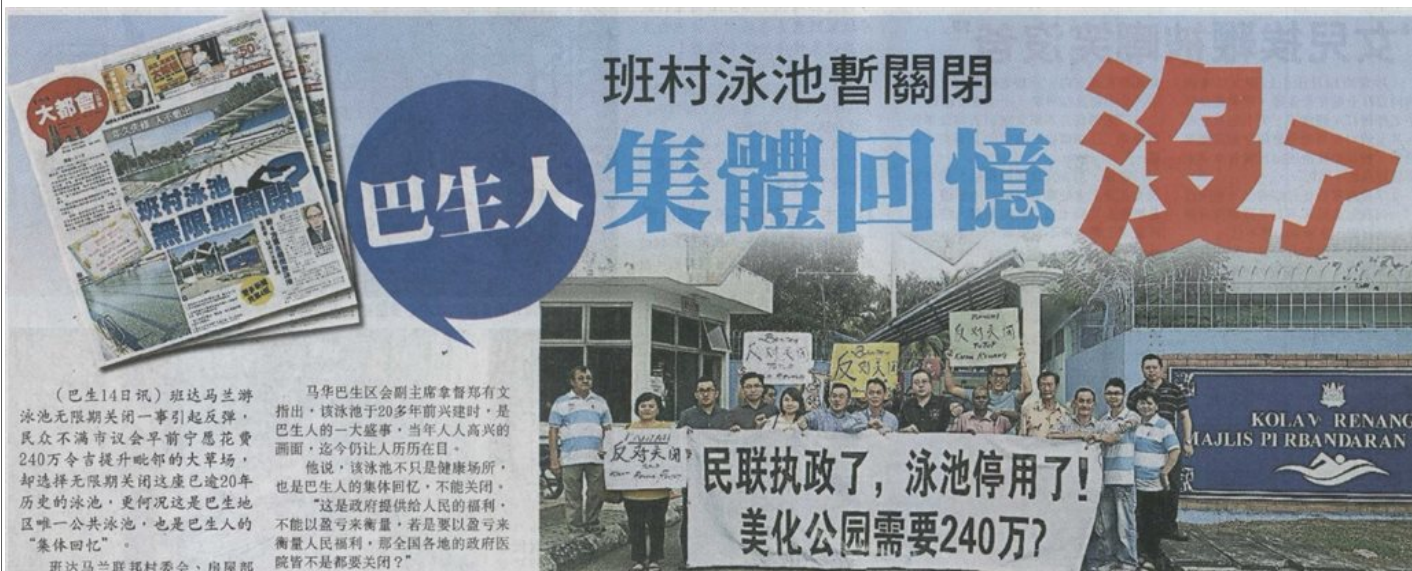 大都會
班村泳池
無限期關閉
班村泳池暫關閉
巴生人
集體回憶
沒了
(巴生14日讯)班达马兰游
泳池无限期关闭一事引起反弹，
民众不满市议会早前宁愿花费
240万令吉提升毗邻的大草场，
却选择无限期关闭这座已逾20年
历史的泳池，更何况这是巴生地
区唯一公共泳池，也是巴生人的
“集体回忆”。
班达马兰联邦村委会、房屋部
马华巴生区会副主席拿督郑有文
指出，该泳池于20多年前兴建时，是
巴生人的一大盛事，当年人人高兴的
画面，迄今仍让人历历在目。
他说，该泳池不只是健康场所，
也是巴生人的集体回忆，不能关闭。
“这是政府提供给人民的福利，
不能以盈亏来衡量，若是要以盈亏来
衡量人民福利，那全国各地的政府医
院皆不是都要关闭？”
反对关闭
反对关闭
反对关闭
反对关闭
民联执政了，泳池停用了！
美化公园需要240万？
KOLAV RENANG
MAJLIS PI RBANDARAN